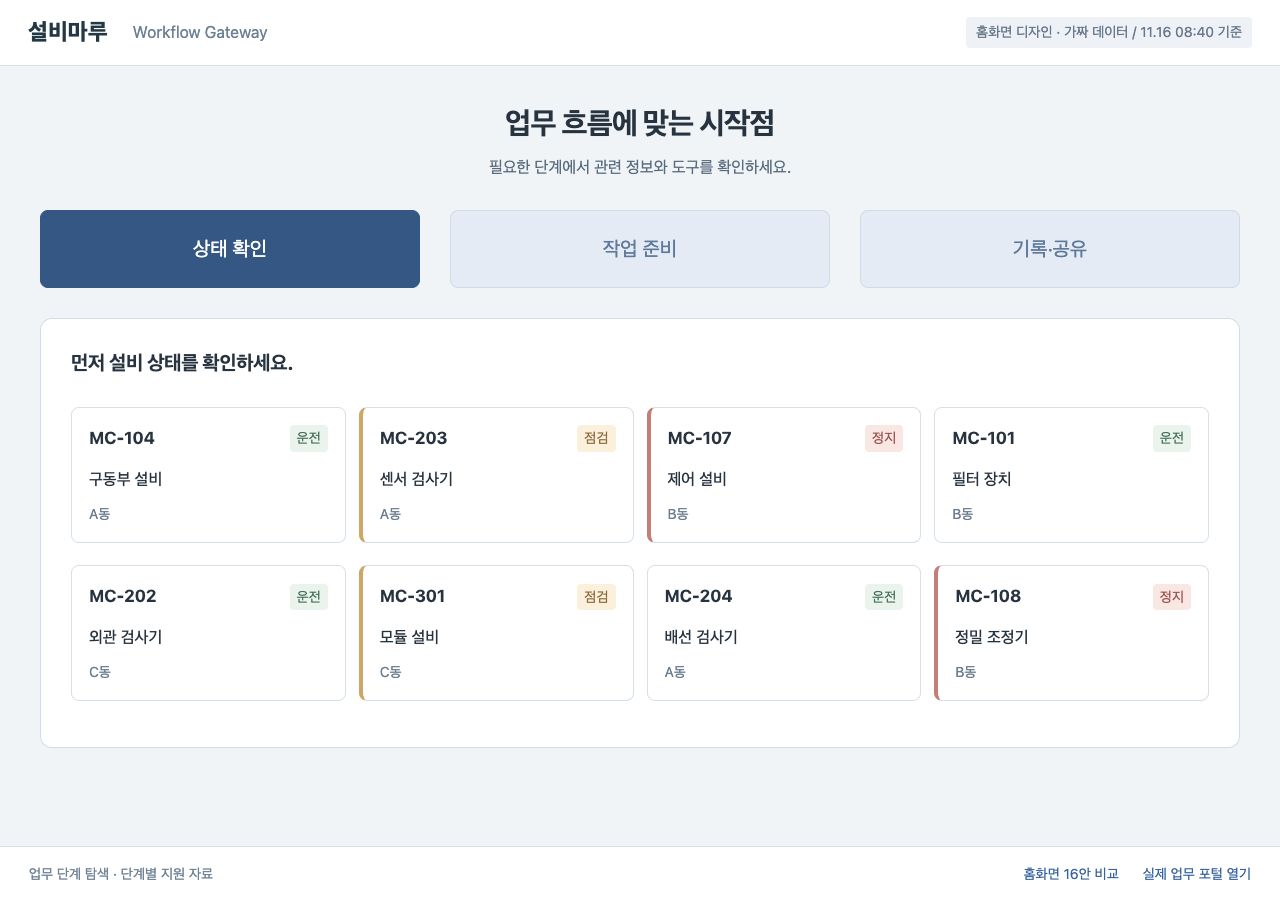 설비마루 Workflow Gateway 홈화면 디자인 · 가짜 데이터 / 11.16 08:40 기준
업무 흐름에 맞는 시작점
필요한 단계에서 관련 정보와 도구를 확인하세요.
상태 확인 작업 준비 기록·공유
먼저 설비 상태를 확인하세요.
MC-104 운전
구동부 설비
A동
MC-203 점검
센서 검사기
A동
MC-107 정지
제어 설비
B동
MC-101 운전
필터 장치
B동
MC-202 운전
외관 검사기
C동
MC-301 점검
모듈 설비
C동
MC-204 운전
배선 검사기
A동
MC-108 정지
정밀 조정기
B동
업무 단계 탐색 · 단계별 지원 자료 홈화면 16안 비교 실제 업무 포털 열기